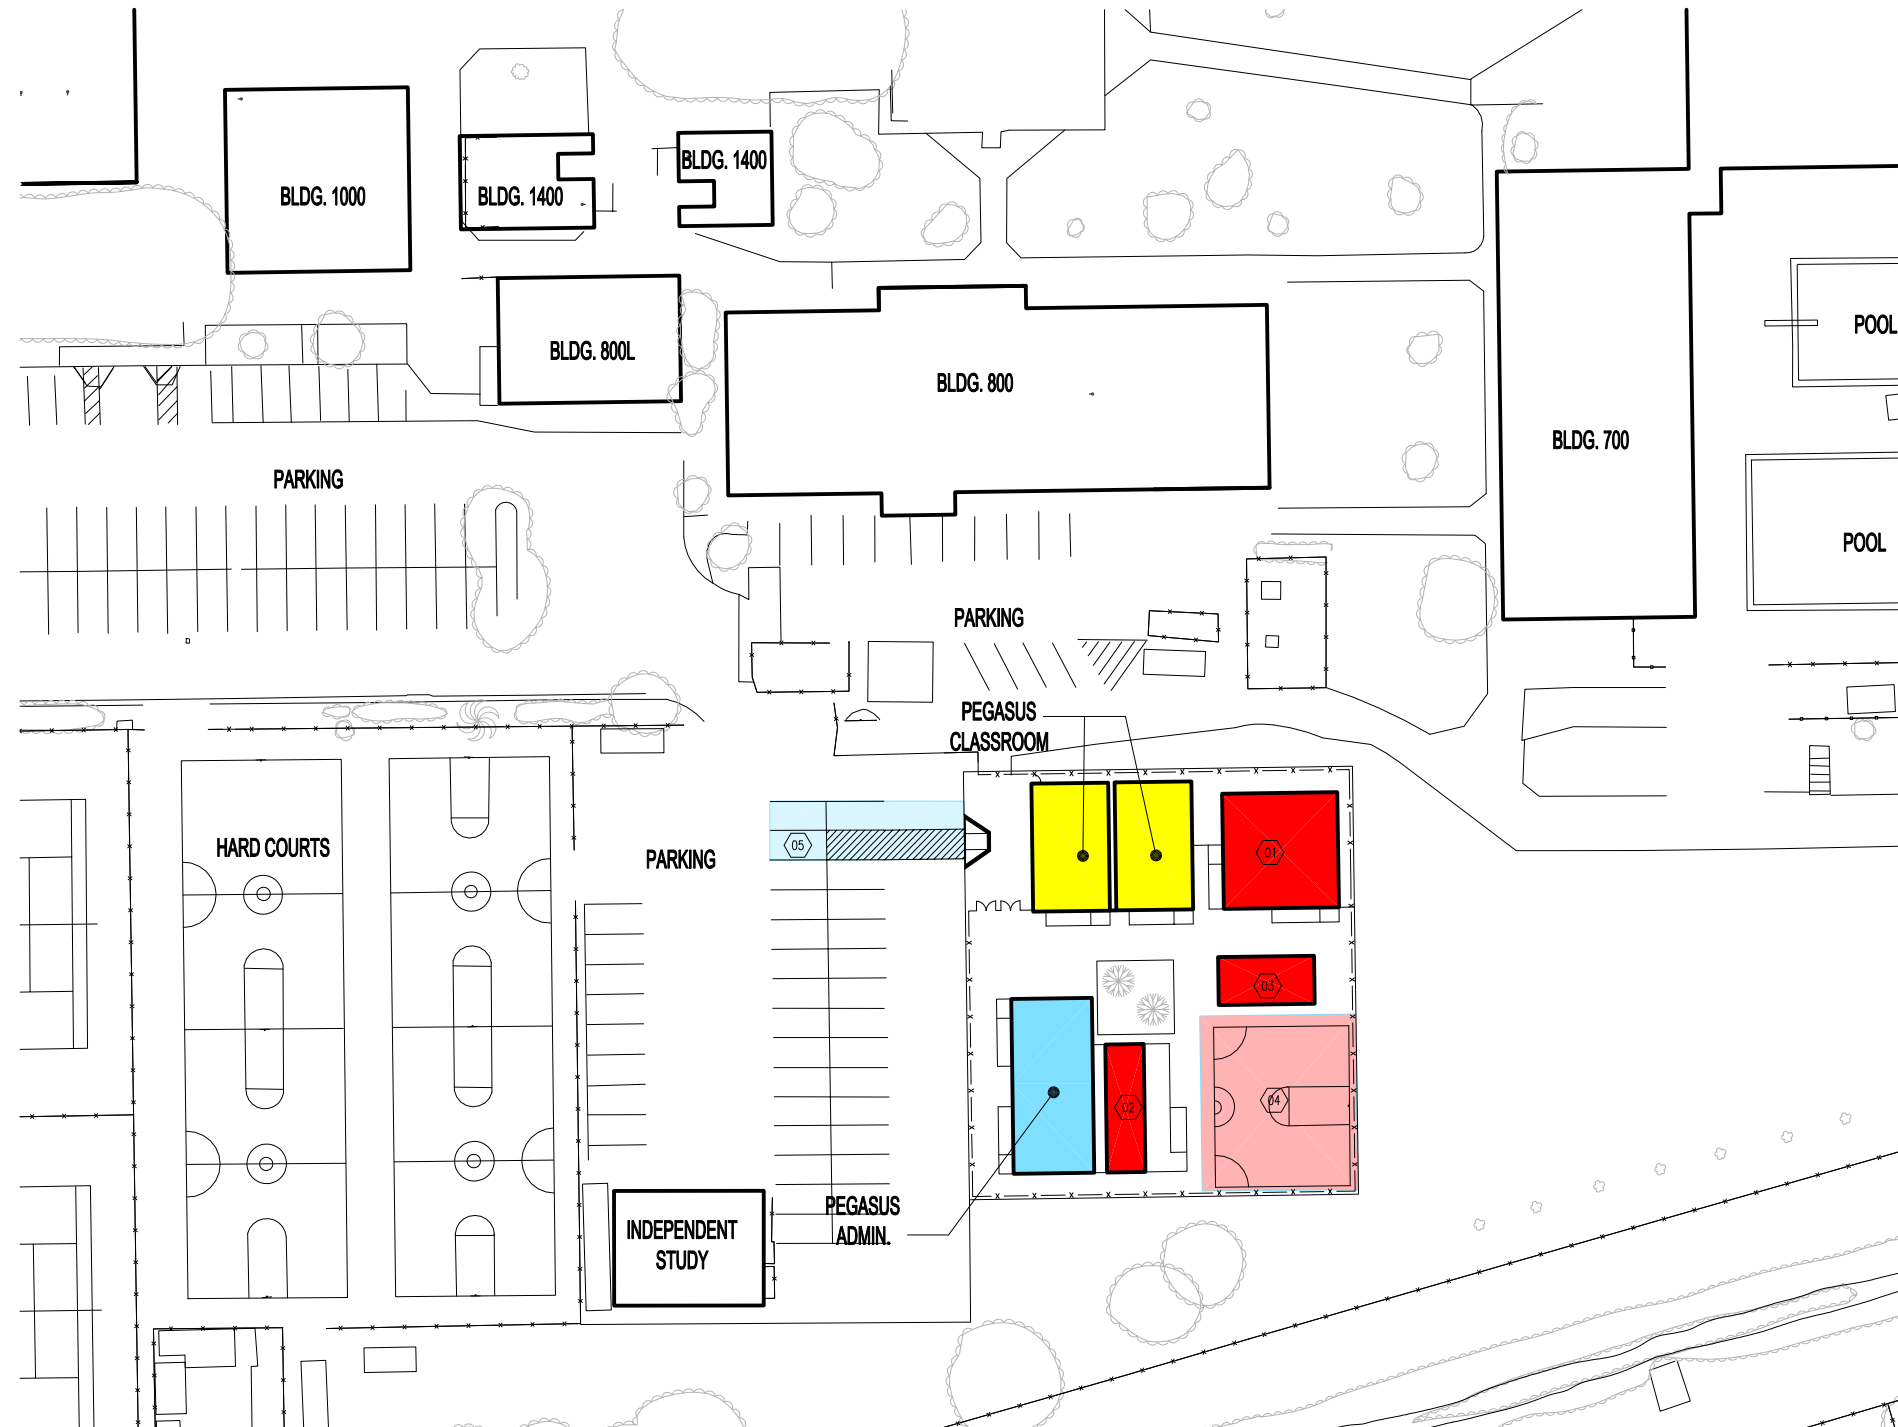 BLDG. 1000
BLDG. 1400
BLDG. 1400
BLDG. 800L
BLDG. 800
BLDG. 700
POOL
POOL
PARKING
PARKING
PEGASUS
CLASSROOM
HARD COURTS
PARKING
05
01
03
04
02
PEGASUS
ADMIN.
INDEPENDENT
STUDY